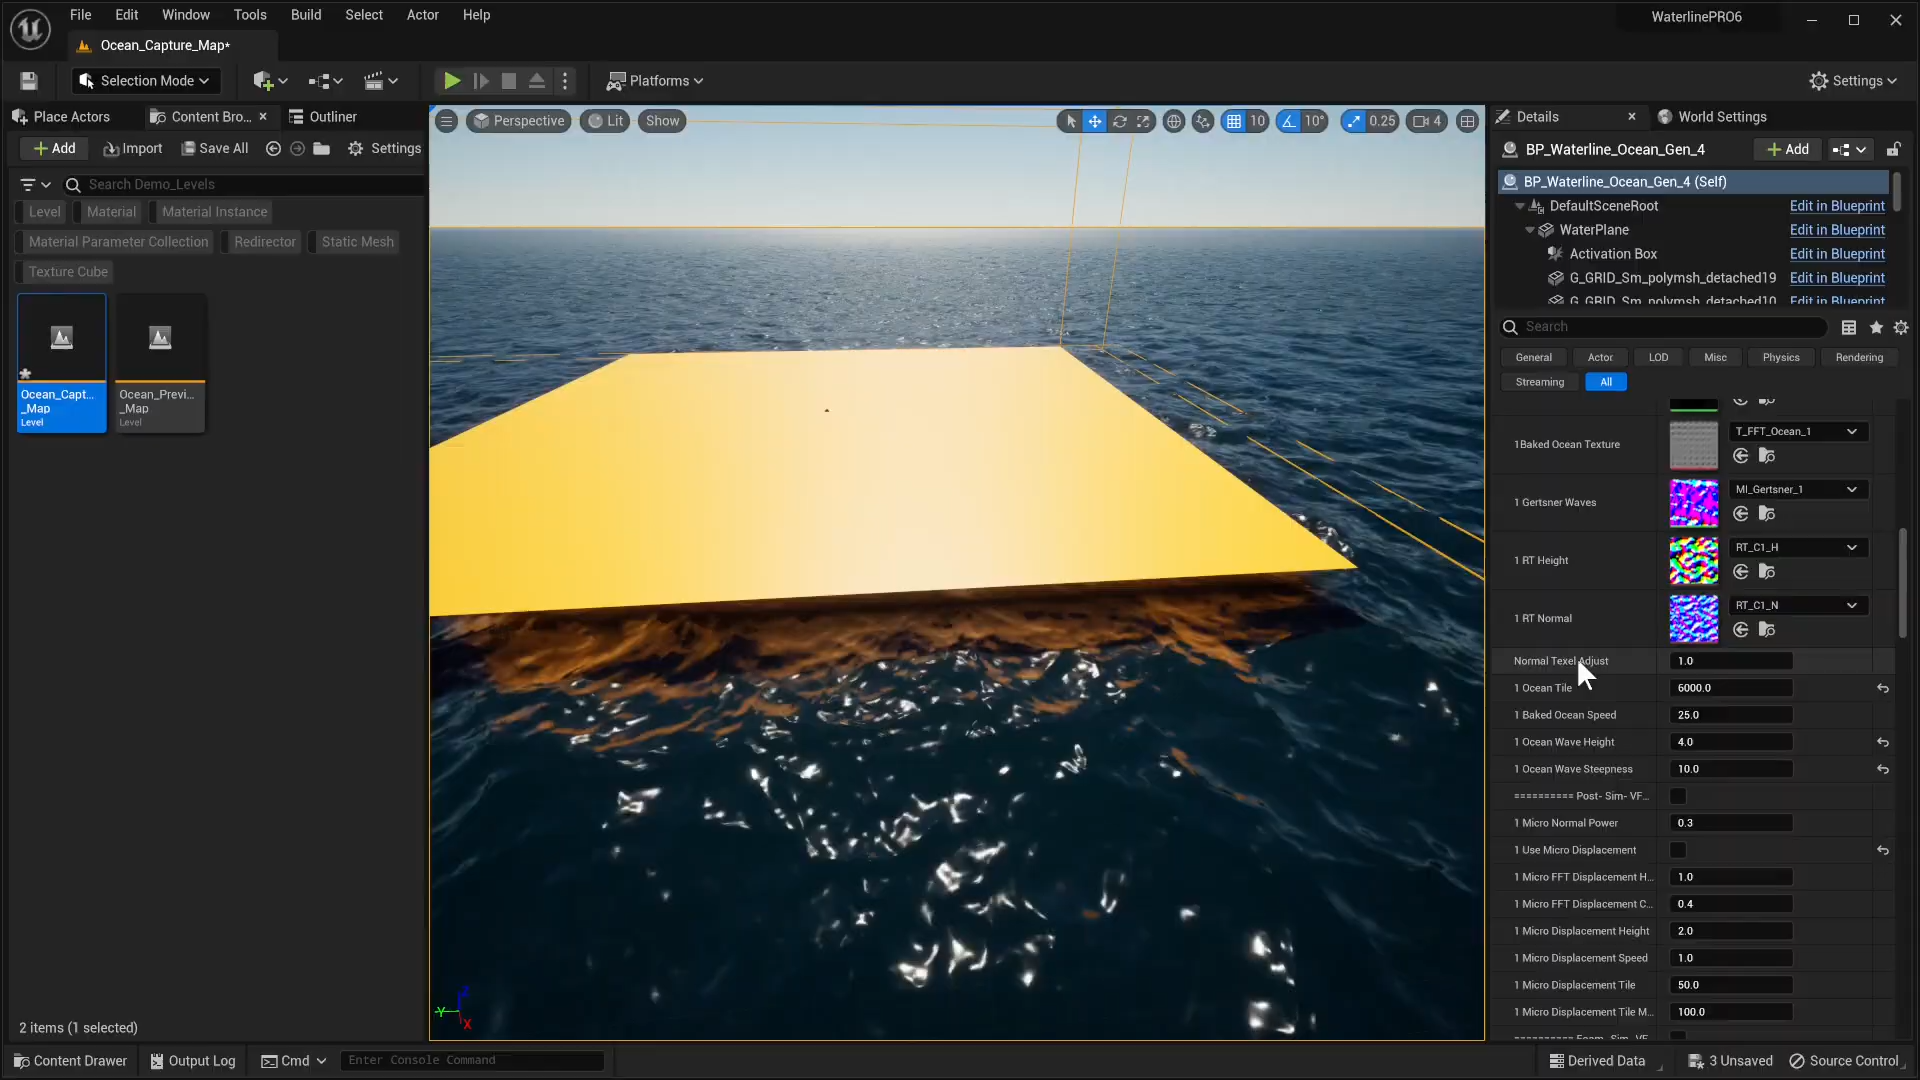 File Edit Window Tools Build Select Actor Help
WaterlinePRO6
Ocean_Capture_Map*
Selection Mode
Platforms
Settings
Place Actors
Content Bro...
Outliner
Add
Import
Save All
Settings
Search Demo_Levels
Level
Material
Material Instance
Material Parameter Collection
Redirector
Static Mesh
Texture Cube
Ocean_Capt...
_Map
Level
Ocean_Previ...
_Map
Level
2 items (1 selected)
Perspective
Lit
Show
10
10°
0.25
4
Z
Y
X
Details
World Settings
BP_Waterline_Ocean_Gen_4
Add
BP_Waterline_Ocean_Gen_4 (Self)
DefaultSceneRoot Edit in Blueprint
WaterPlane Edit in Blueprint
Activation Box Edit in Blueprint
G_GRID_Sm_polymsh_detached19 Edit in Blueprint
G_GRID_Sm_polymsh_detached10 Edit in Blueprint
Search
General Actor LOD Misc Physics Rendering
Streaming All
1Baked Ocean Texture T_FFT_Ocean_1
1 Gertsner Waves MI_Gertsner_1
1 RT Height RT_C1_H
1 RT Normal RT_C1_N
Normal Texel Adjust 1.0
1 Ocean Tile 6000.0
1 Baked Ocean Speed 25.0
1 Ocean Wave Height 4.0
1 Ocean Wave Steepness 10.0
========== Post- Sim- VF...
1 Micro Normal Power 0.3
1 Use Micro Displacement
1 Micro FFT Displacement H... 1.0
1 Micro FFT Displacement C... 0.4
1 Micro Displacement Height 2.0
1 Micro Displacement Speed 1.0
1 Micro Displacement Tile 50.0
1 Micro Displacement Tile M... 100.0
========== Foam- Sim- VF
Content Drawer
Output Log
Cmd
Enter Console Command
Derived Data
3 Unsaved
Source Control